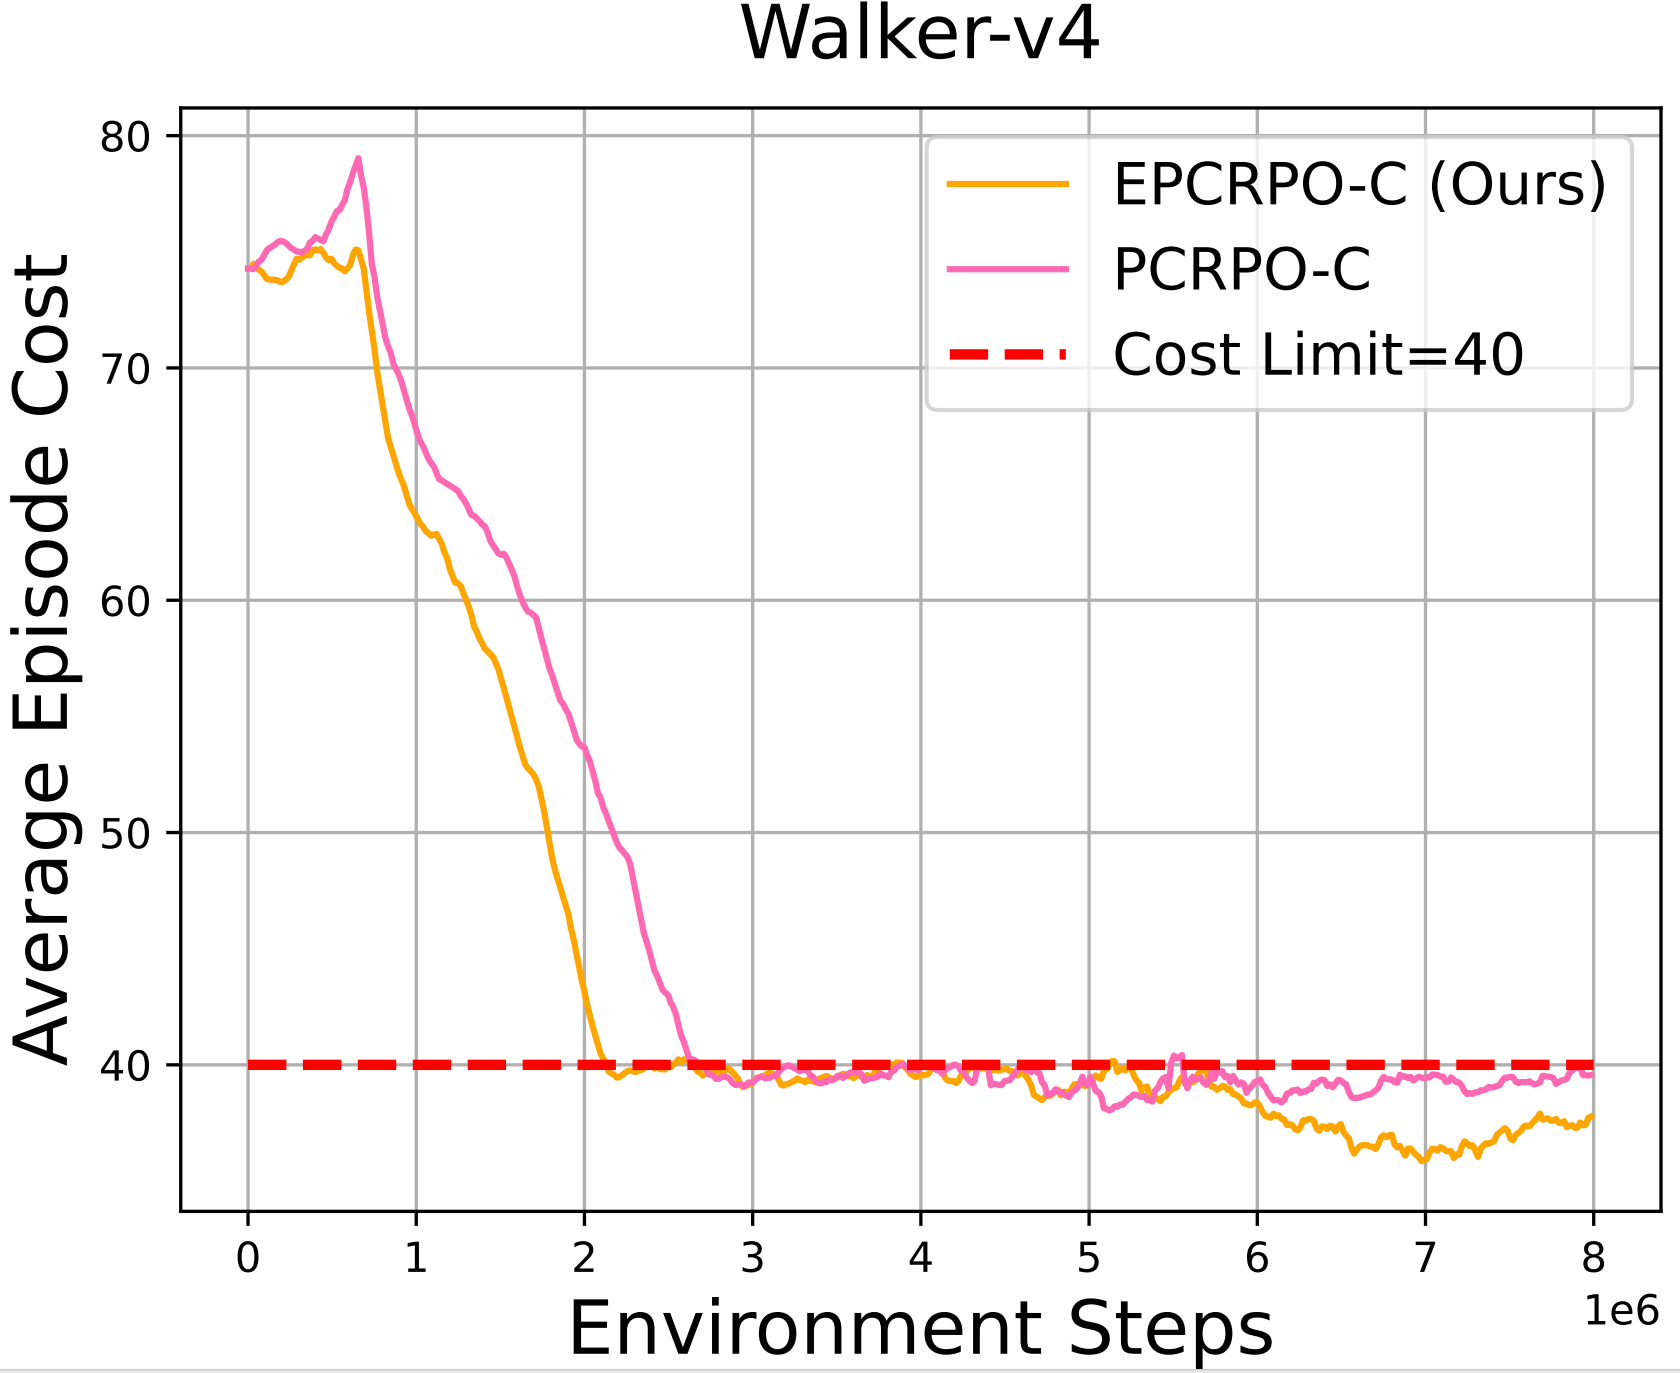 Walker-v4
80
70
60
50
40
Average Episode Cost
EPCRPO-C (Ours)
PCRPO-C
Cost Limit=40
0 1 2 3 4 5 6 7 8
1e6
Environment Steps